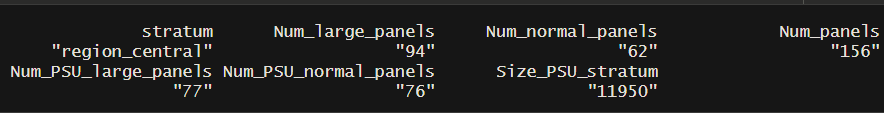 stratum Num_large_panels Num_normal_panels Num_panels
"region_central" "94" "62" "156"
Num_PSU_large_panels Num_PSU_normal_panels Size_PSU_stratum
"77" "76" "11950"